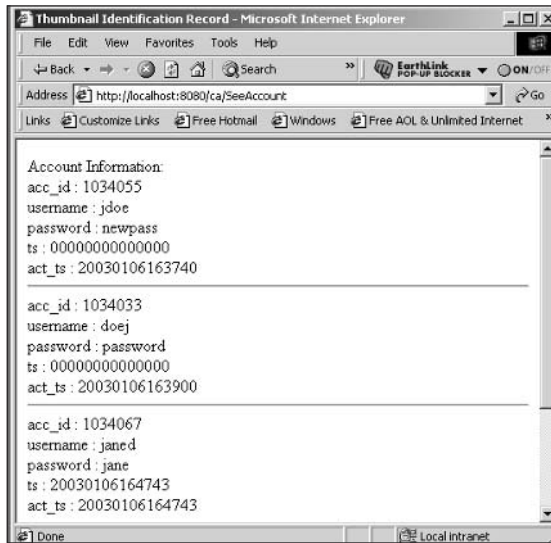 Thumbnail Identification Record - Microsoft Internet Explorer
File Edit View Favorites Tools Help
Back Search » EarthLink POP-UP BLOCKER ON/OFF
Address http://localhost:8080/ca/SeeAccount Go
Links Customize Links Free Hotmail Windows Free AOL & Unlimited Internet »
Account Information:
acc_id : 1034055
username : jdoe
password : newpass
ts : 00000000000000
act_ts : 20030106163740
acc_id : 1034033
username : doej
password : password
ts : 00000000000000
act_ts : 20030106163900
acc_id : 1034067
username : janed
password : jane
ts : 20030106164743
act_ts : 20030106164743
Done Local intranet